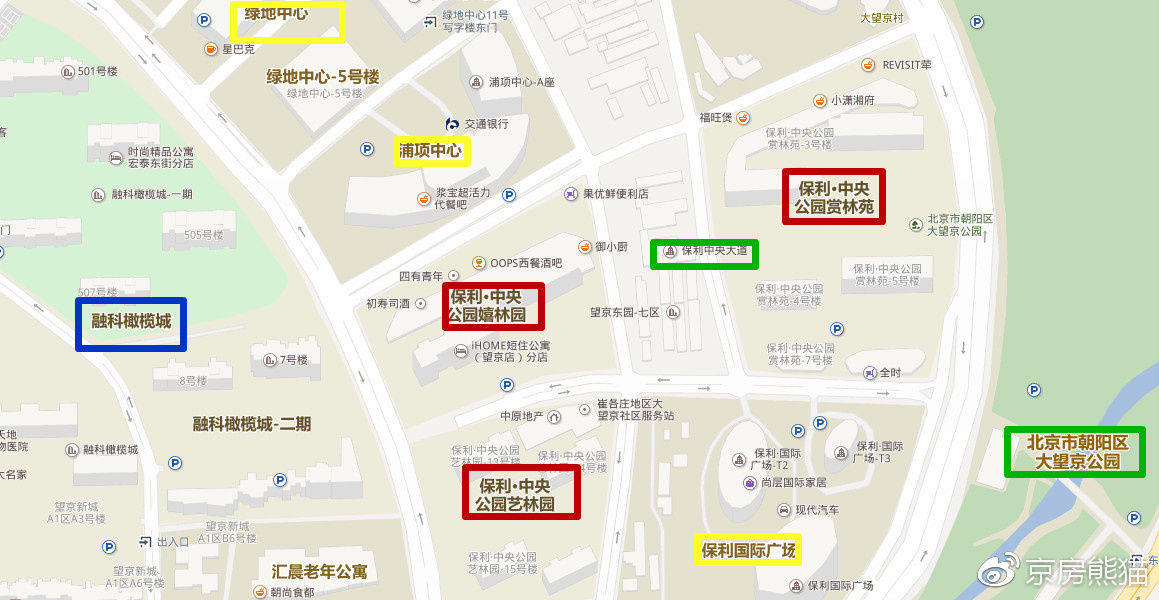 绿地中心
绿地中心11号
写字楼东门
大望京村
星巴克
501号楼
绿地中心-5号楼
绿地中心-5号楼
浦项中心-A座
REVISIT荤
小潇湘府
福旺煲
交通银行
保利·中央公园
赏林苑-3号楼
客
时尚精品公寓
宏泰东街分店
浦项中心
融科橄榄城-一期
浆宝超活力
代餐吧
果优鲜便利店
保利·中央
公园赏林苑
北京市朝阳区
大望京公园
门
505号楼
御小厨
保利中央大道
OOPS西餐酒吧
四有青年
保利·中央公园
赏林苑-5号楼
507号楼
初寿司酒
保利·中央
公园嬉林园
保利·中央公园
赏林苑-4号楼
望京东园-七区
融科橄榄城
iHOME短住公寓
（望京店）分店
7号楼
保利·中央公园
赏林苑-7号楼
8号楼
全时
融科橄榄城-二期
中原地产
崔各庄地区大
望京社区服务站
天地
物医院
融科橄榄城
大名家
保利·中央公园
艺林园-13号楼
保利·中央公园
保利·国际
广场-T2
保利·国际
广场-T3
北京市朝阳区
大望京公园
尚层国际家居
保利·中央
公园艺林园
现代汽车
望京新城
A1区A3号楼
望京新城
A1区B6号楼
出入口
保利国际广场
保利·中央公园
艺林园-15号楼
望京新城
A1区A6号楼
汇晨老年公寓
朝尚食都
保利国际广场
东
京房熊猫